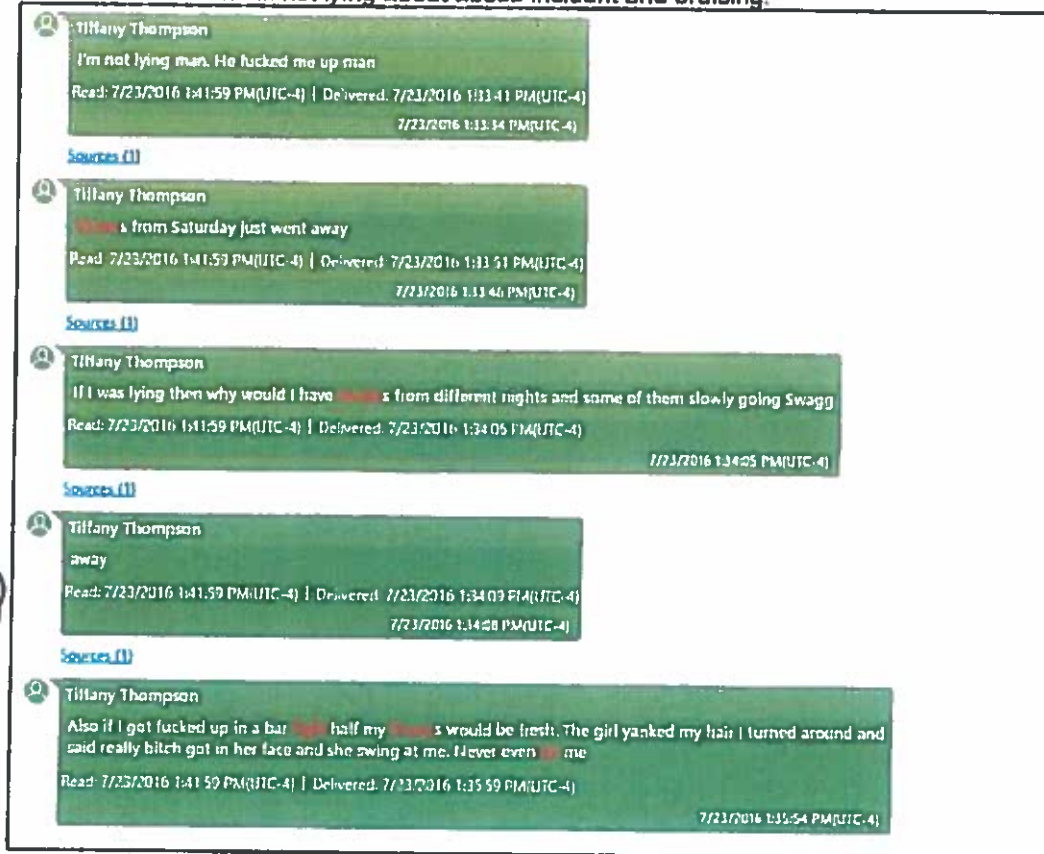 not lying about abuse incident and bruising.
Tiffany Thompson
I'm not lying man. He fucked me up man
Read: 7/23/2016 1:41:59 PM(UTC-4) | Delivered: 7/23/2016 1:33:41 PM(UTC-4)
7/23/2016 1:33:34 PM(UTC-4)
Sources (1)
Tiffany Thompson
s from Saturday just went away
Read: 7/23/2016 1:41:59 PM(UTC-4) | Delivered: 7/23/2016 1:33:51 PM(UTC-4)
7/23/2016 1:33:46 PM(UTC-4)
Sources (1)
Tiffany Thompson
If I was lying then why would I have s from different nights and some of them slowly going Swagg
Read: 7/23/2016 1:41:59 PM(UTC-4) | Delivered: 7/23/2016 1:34:05 PM(UTC-4)
7/23/2016 1:34:05 PM(UTC-4)
Sources (1)
Tiffany Thompson
away
Read: 7/23/2016 1:41:59 PM(UTC-4) | Delivered: 7/23/2016 1:34:09 PM(UTC-4)
7/23/2016 1:34:08 PM(UTC-4)
Sources (1)
Tiffany Thompson
Also if I got fucked up in a bar fight half my s would be fresh. The girl yanked my hair I turned around and
said really bitch got in her face and she swing at me. Never even me
Read: 7/23/2016 1:41:59 PM(UTC-4) | Delivered: 7/23/2016 1:35:59 PM(UTC-4)
7/23/2016 1:35:54 PM(UTC-4)